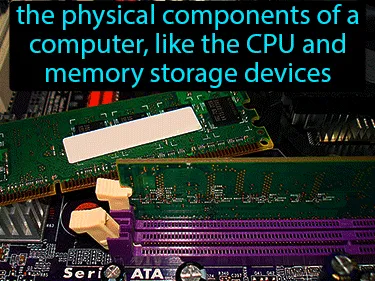 the physical components of a
computer, like the CPU and
memory storage devices
Seri ATA